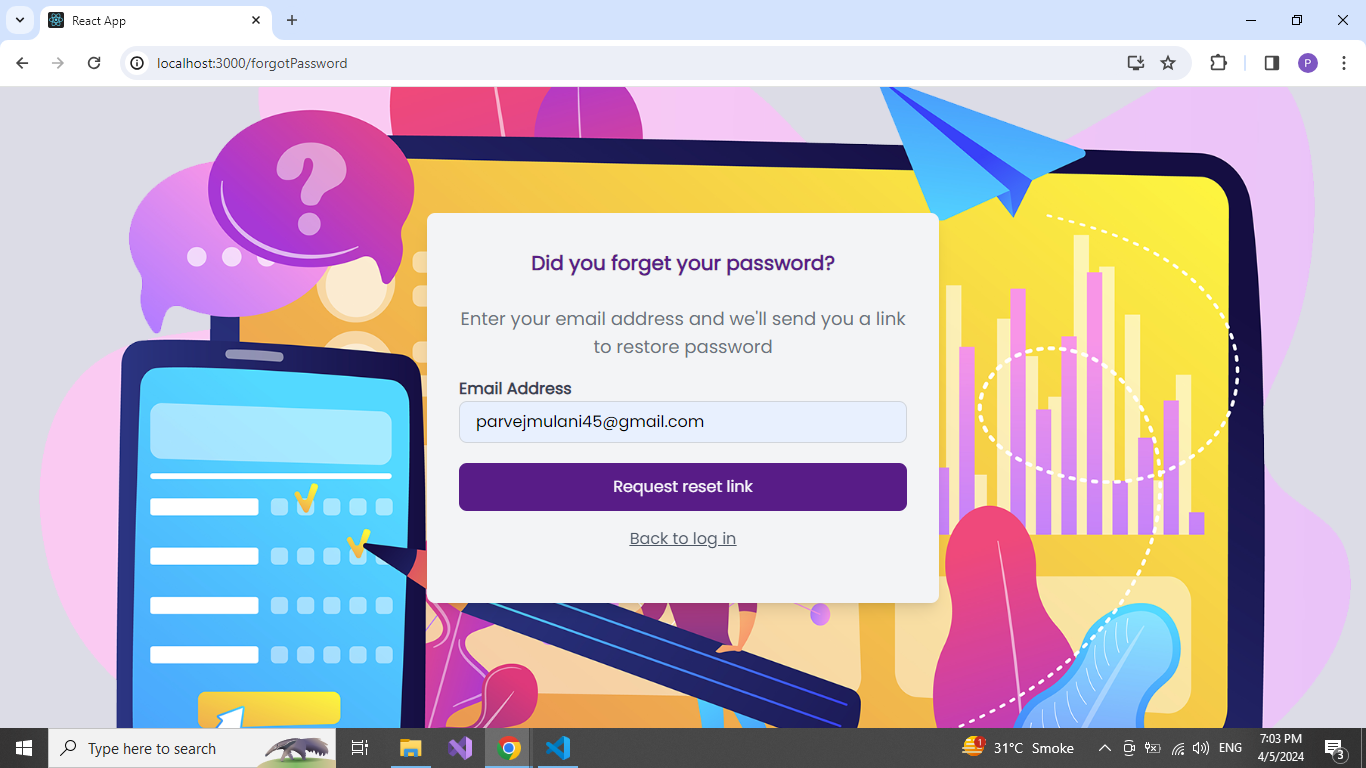 React App
localhost:3000/forgotPassword
P
?
Did you forget your password?
Enter your email address and we'll send you a link
to restore password
Email Address
parvejmulani45@gmail.com
Request reset link
Back to log in
Type here to search
1
31°C Smoke
ENG
7:03 PM
4/5/2024
3